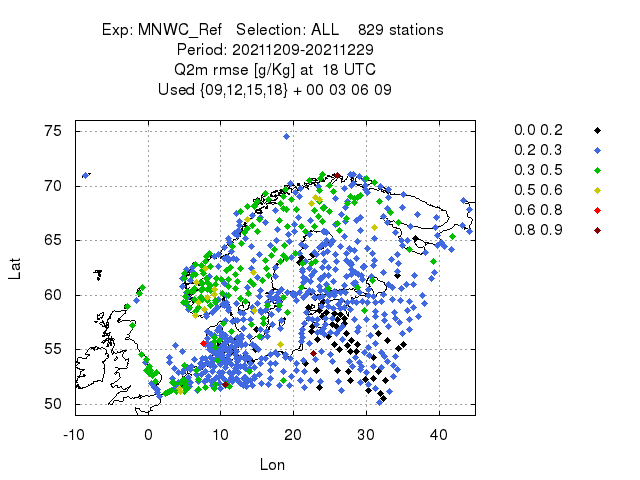 Exp: MNWC_Ref Selection: ALL 829 stations
Period: 20211209-20211229
Q2m rmse [g/Kg] at 18 UTC
Used {09,12,15,18} + 00 03 06 09
75
70
65
60
55
50
Lat
-10 0 10 20 30 40
Lon
0.0 0.2
0.2 0.3
0.3 0.5
0.5 0.6
0.6 0.8
0.8 0.9